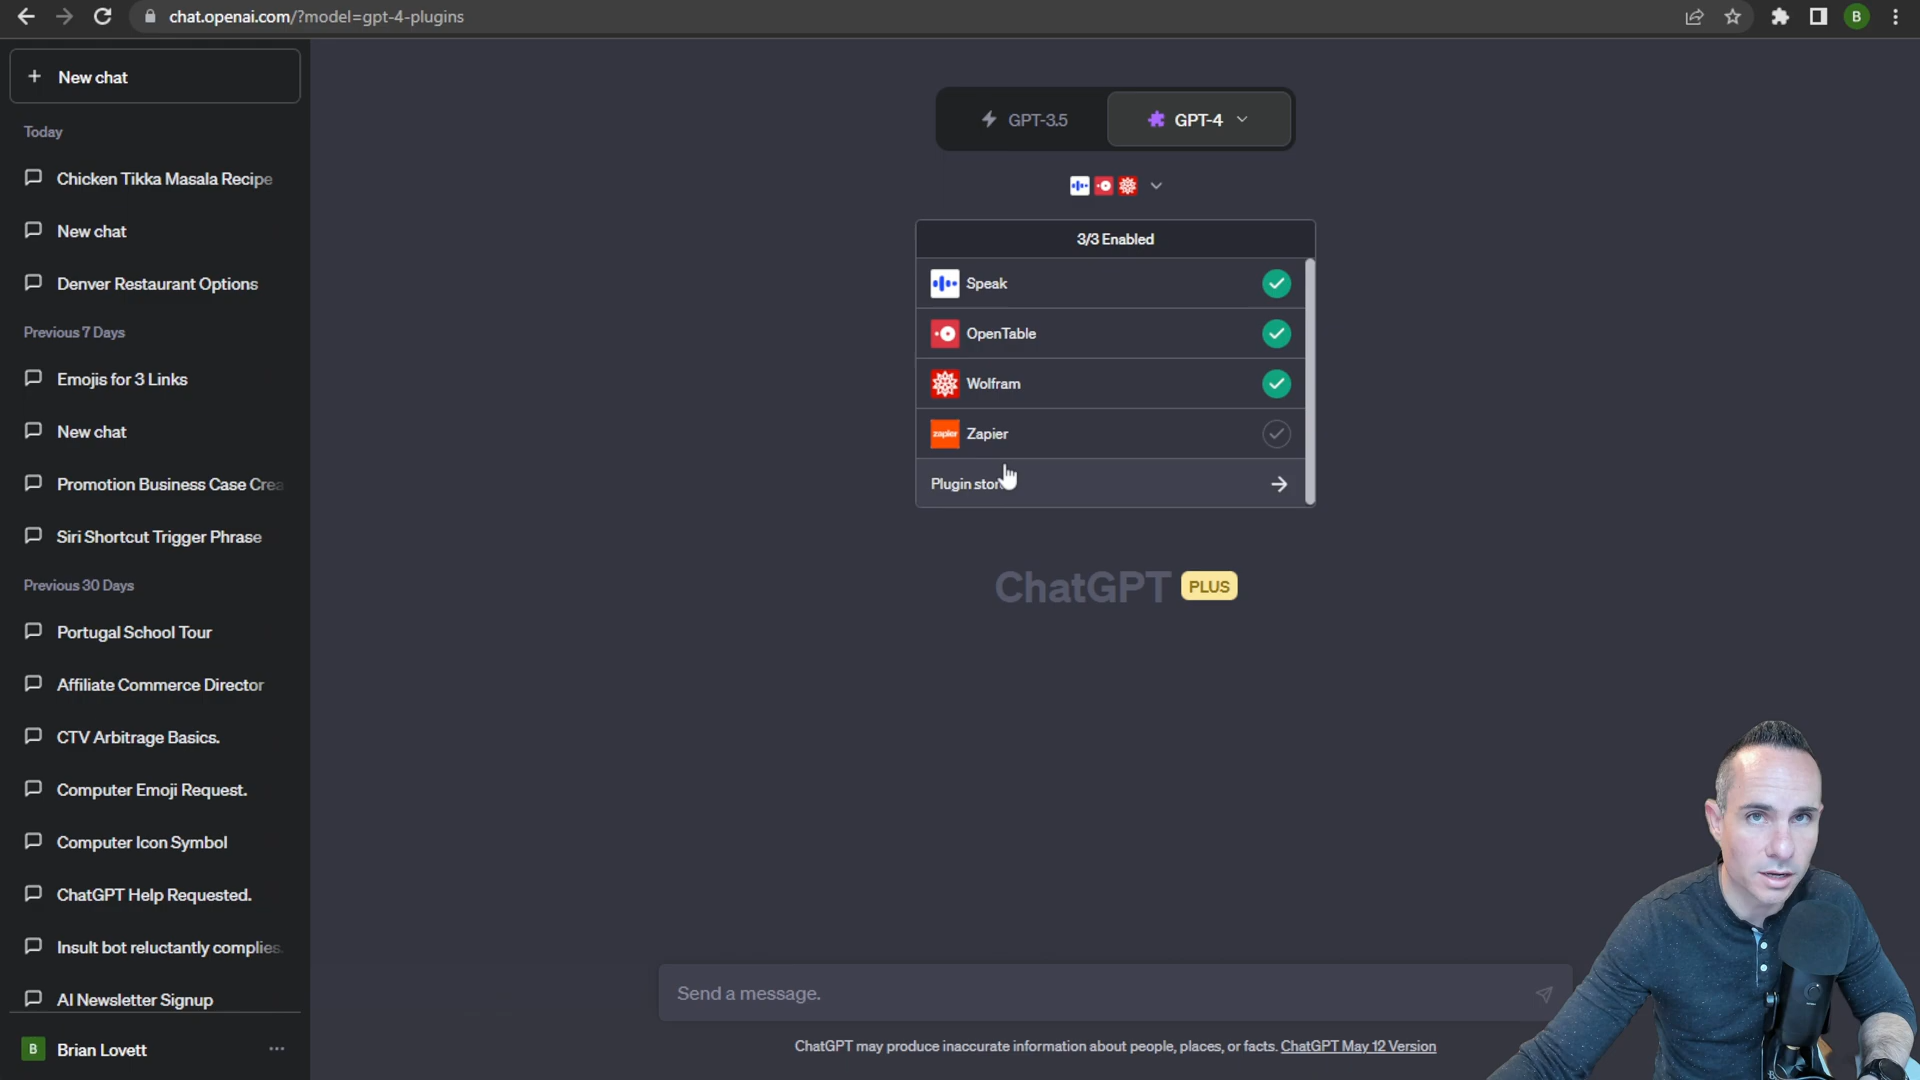 chat.openai.com/?model=gpt-4-plugins
B
+ New chat
Today
Chicken Tikka Masala Recipe
New chat
Denver Restaurant Options
Previous 7 Days
Emojis for 3 Links
New chat
Promotion Business Case Crea
Siri Shortcut Trigger Phrase
Previous 30 Days
Portugal School Tour
Affiliate Commerce Director
CTV Arbitrage Basics.
Computer Emoji Request.
Computer Icon Symbol
ChatGPT Help Requested.
Insult bot reluctantly complies.
AI Newsletter Signup
B Brian Lovett
GPT-3.5
GPT-4
3/3 Enabled
Speak
OpenTable
Wolfram
zapier Zapier
Plugin store
ChatGPT PLUS
Send a message.
ChatGPT may produce inaccurate information about people, places, or facts. ChatGPT May 12 Version